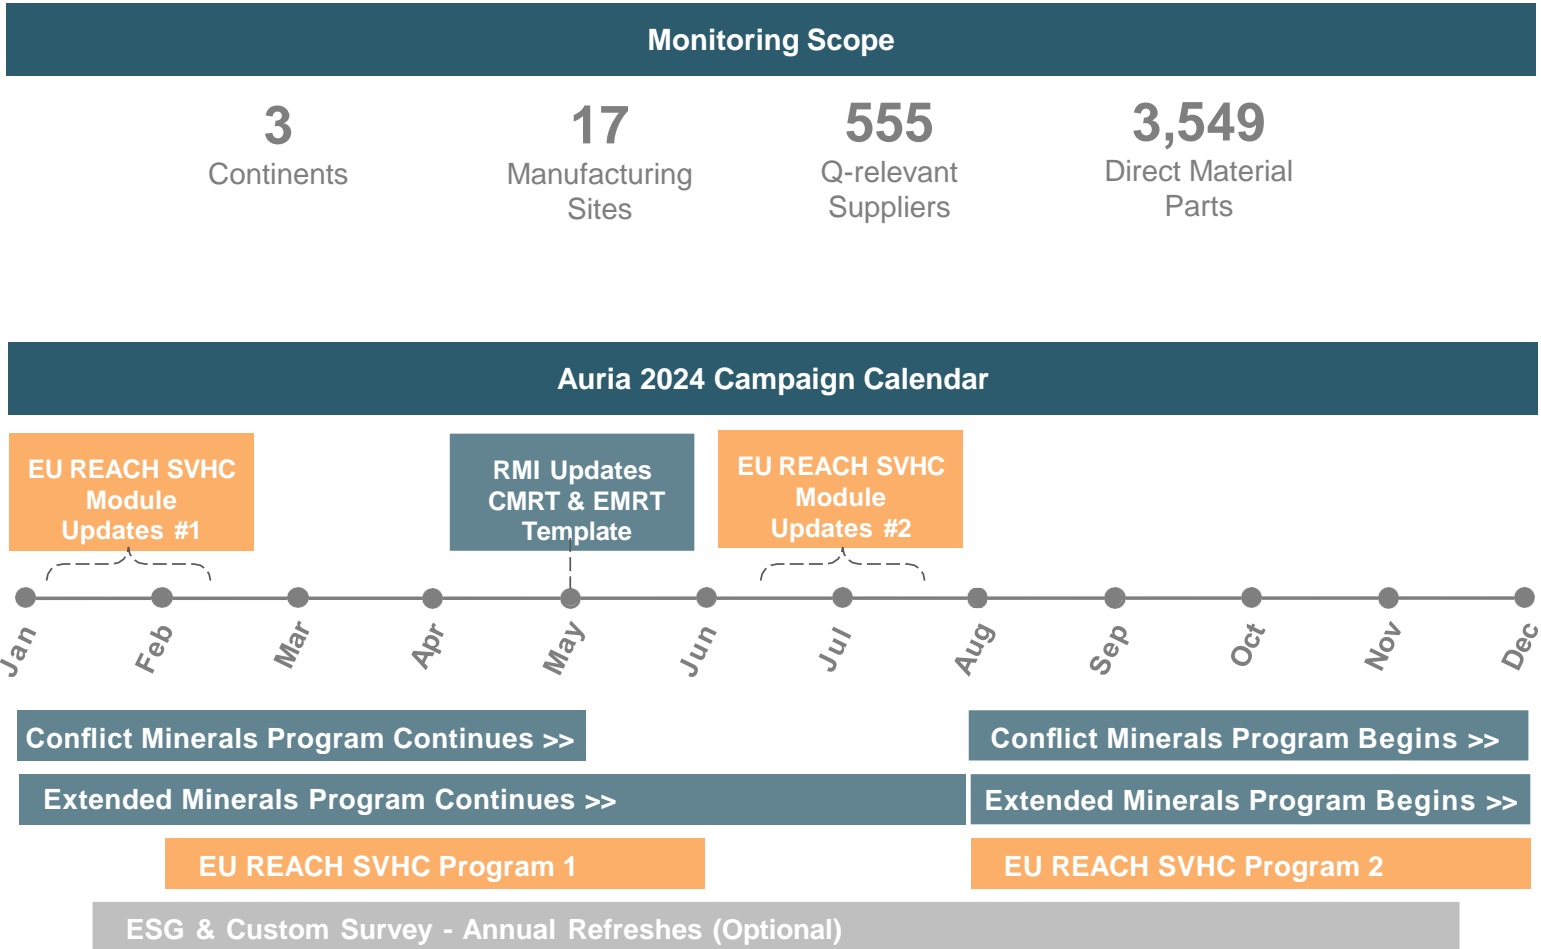 Monitoring Scope
3
Continents
17
Manufacturing
Sites
555
Q-relevant
Suppliers
3,549
Direct Material
Parts
Auria 2024 Campaign Calendar
EU REACH SVHC
Module
Updates #1
RMI Updates
CMRT & EMRT
Template
EU REACH SVHC
Module
Updates #2
Jan
Feb
Mar
Apr
May
Jun
Jul
Aug
Sep
Oct
Nov
Dec
Conflict Minerals Program Continues >>
Conflict Minerals Program Begins >>
Extended Minerals Program Continues >>
Extended Minerals Program Begins >>
EU REACH SVHC Program 1
EU REACH SVHC Program 2
ESG & Custom Survey - Annual Refreshes (Optional)